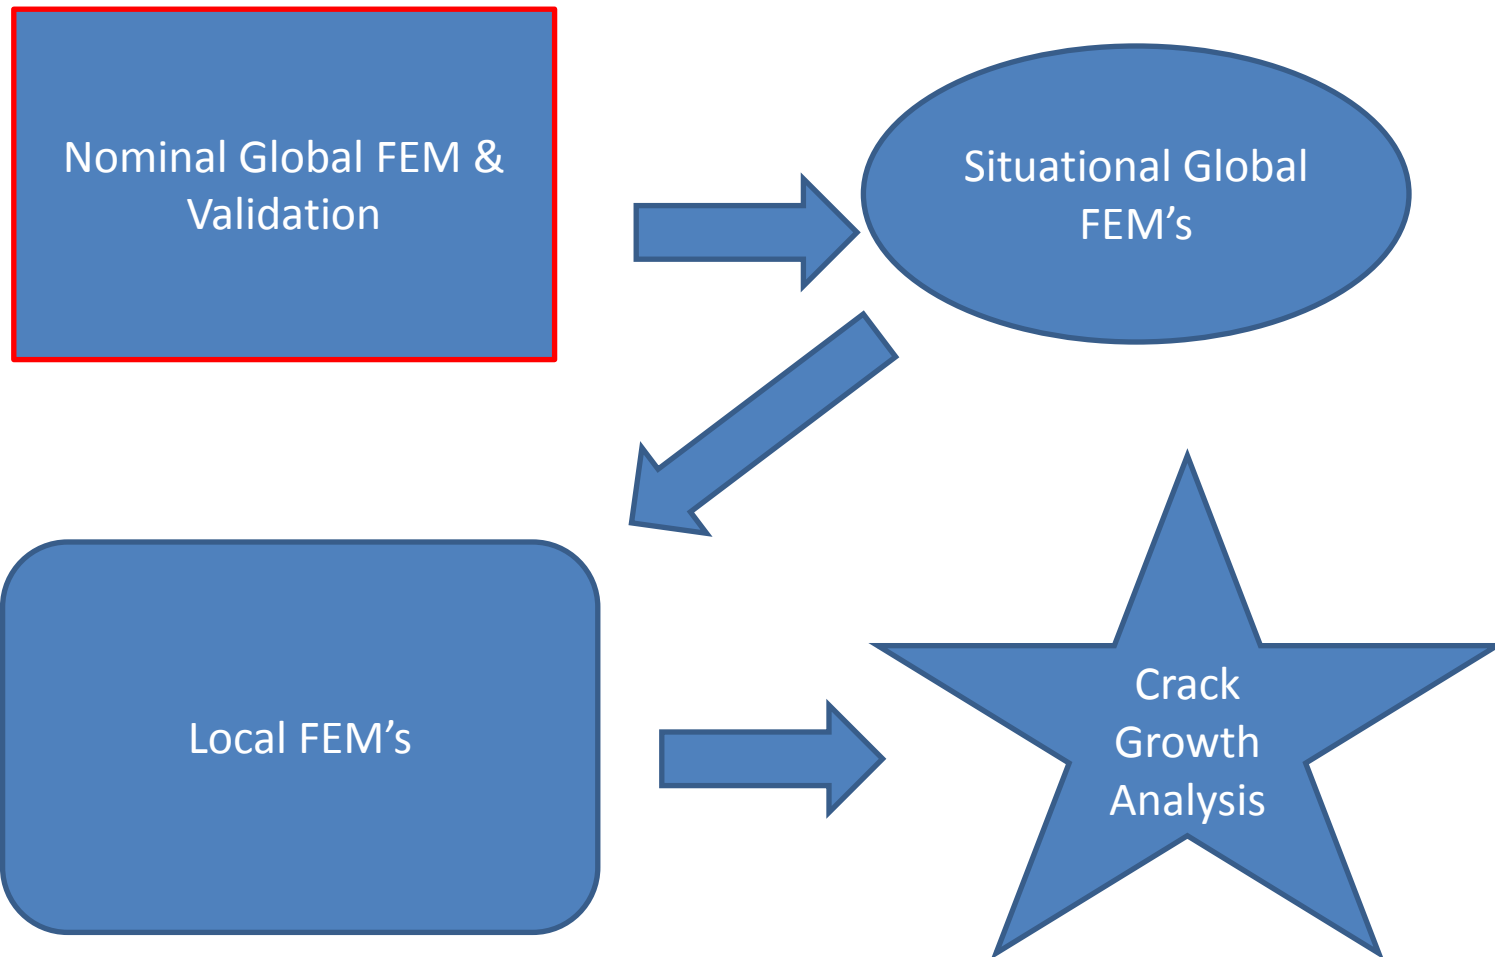 Nominal Global FEM &
Validation
Situational Global
FEM’s
Local FEM’s
Crack
Growth
Analysis